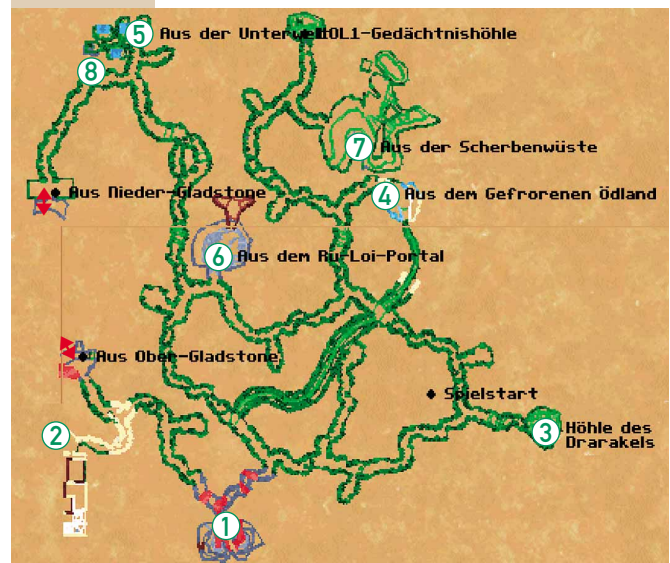 5 Aus der Unterwelt
LOL1-Gedächtnishöhle
8
7 Aus der Scherbenwüste
Aus Nieder-Gladstone
4 Aus dem Gefrorenen Ödland
6 Aus dem Ru-Loi-Portal
Aus Ober-Gladstone
Spielstart
2
3 Höhle des
Drarakels
1